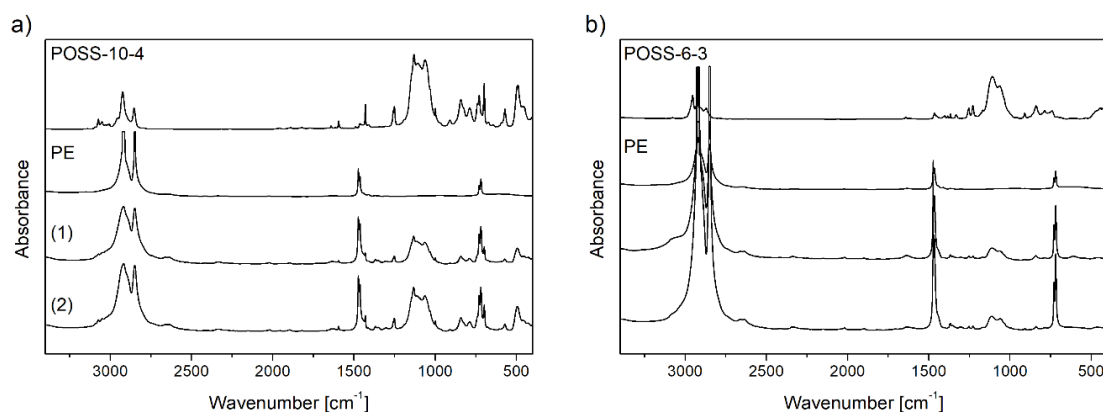 a)
POSS-10-4
PE
(1)
(2)
Absorbance
3000 2500 2000 1500 1000 500
Wavenumber [cm⁻¹]
b)
POSS-6-3
PE
Absorbance
3000 2500 2000 1500 1000 500
Wavenumber [cm⁻¹]